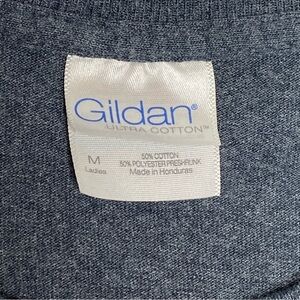 Gildan®
ULTRA COTTON™
M
Ladies
50% COTTON
50% POLYESTER PRESHRUNK
Made in Honduras